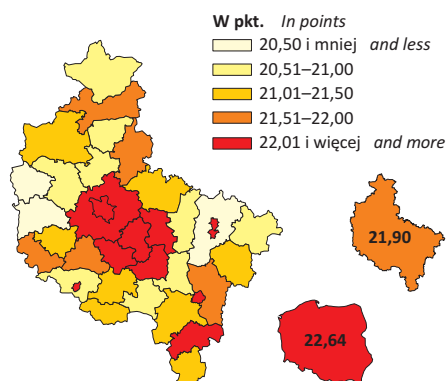 W pkt. In points
20,50 i mniej and less
20,51–21,00
21,01–21,50
21,51–22,00
22,01 i więcej and more
21,90
22,64